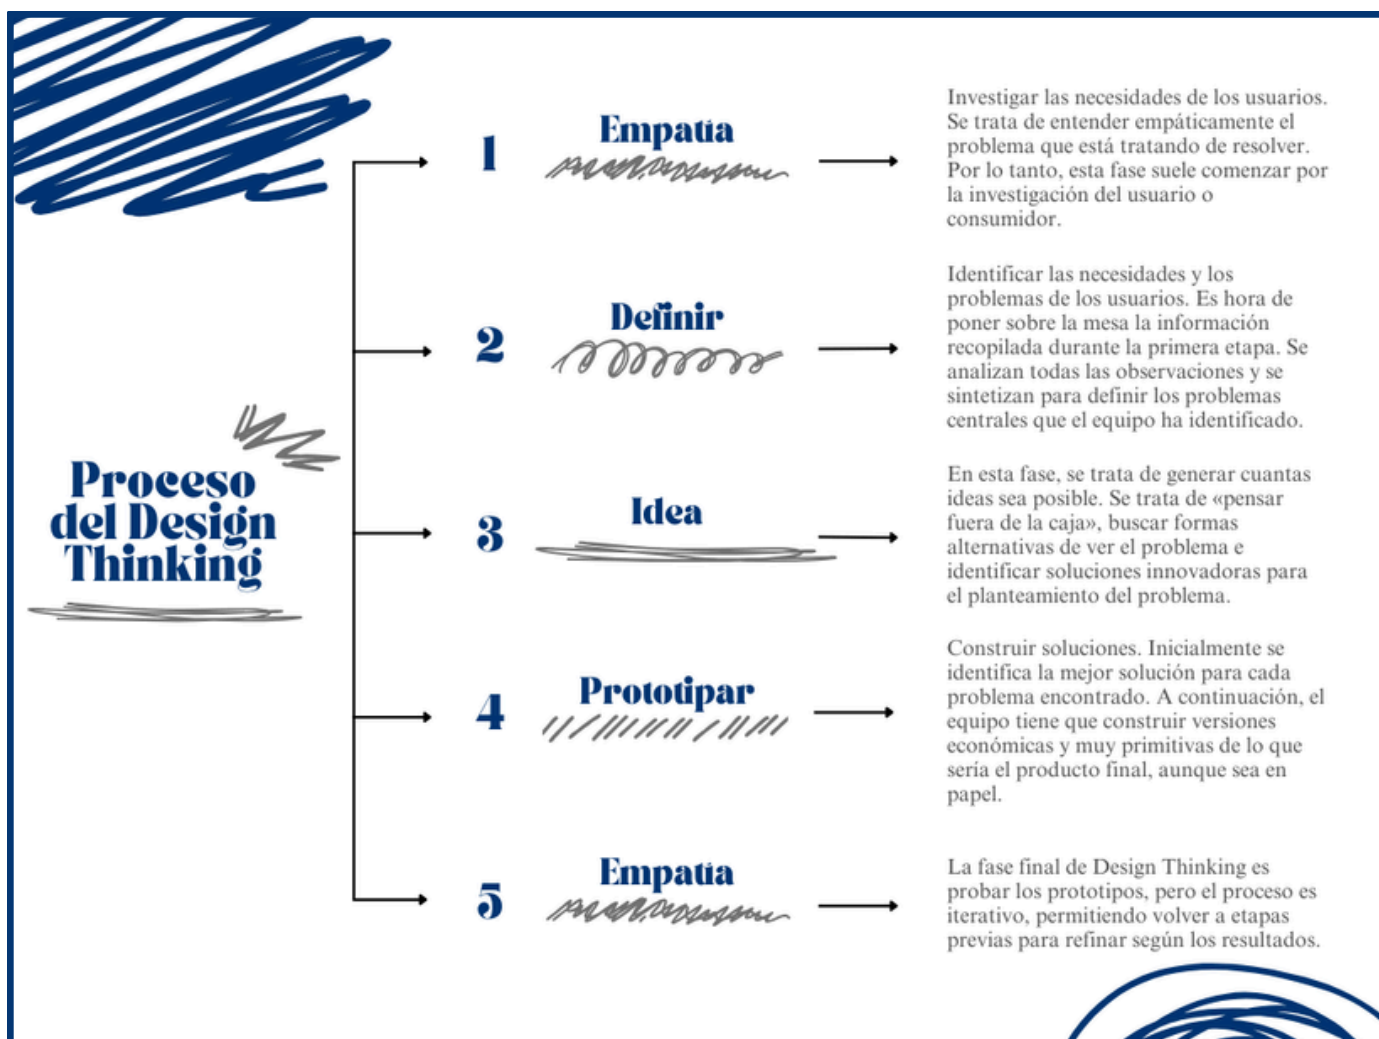 Proceso
del Design
Thinking
1
Empatía
Investigar las necesidades de los usuarios.
Se trata de entender empáticamente el
problema que está tratando de resolver.
Por lo tanto, esta fase suele comenzar por
la investigación del usuario o
consumidor.
2
Definir
Identificar las necesidades y los
problemas de los usuarios. Es hora de
poner sobre la mesa la información
recopilada durante la primera etapa. Se
analizan todas las observaciones y se
sintetizan para definir los problemas
centrales que el equipo ha identificado.
3
Idea
En esta fase, se trata de generar cuantas
ideas sea posible. Se trata de «pensar
fuera de la caja», buscar formas
alternativas de ver el problema e
identificar soluciones innovadoras para
el planteamiento del problema.
4
Prototipar
Construir soluciones. Inicialmente se
identifica la mejor solución para cada
problema encontrado. A continuación, el
equipo tiene que construir versiones
económicas y muy primitivas de lo que
sería el producto final, aunque sea en
papel.
5
Empatía
La fase final de Design Thinking es
probar los prototipos, pero el proceso es
iterativo, permitiendo volver a etapas
previas para refinar según los resultados.